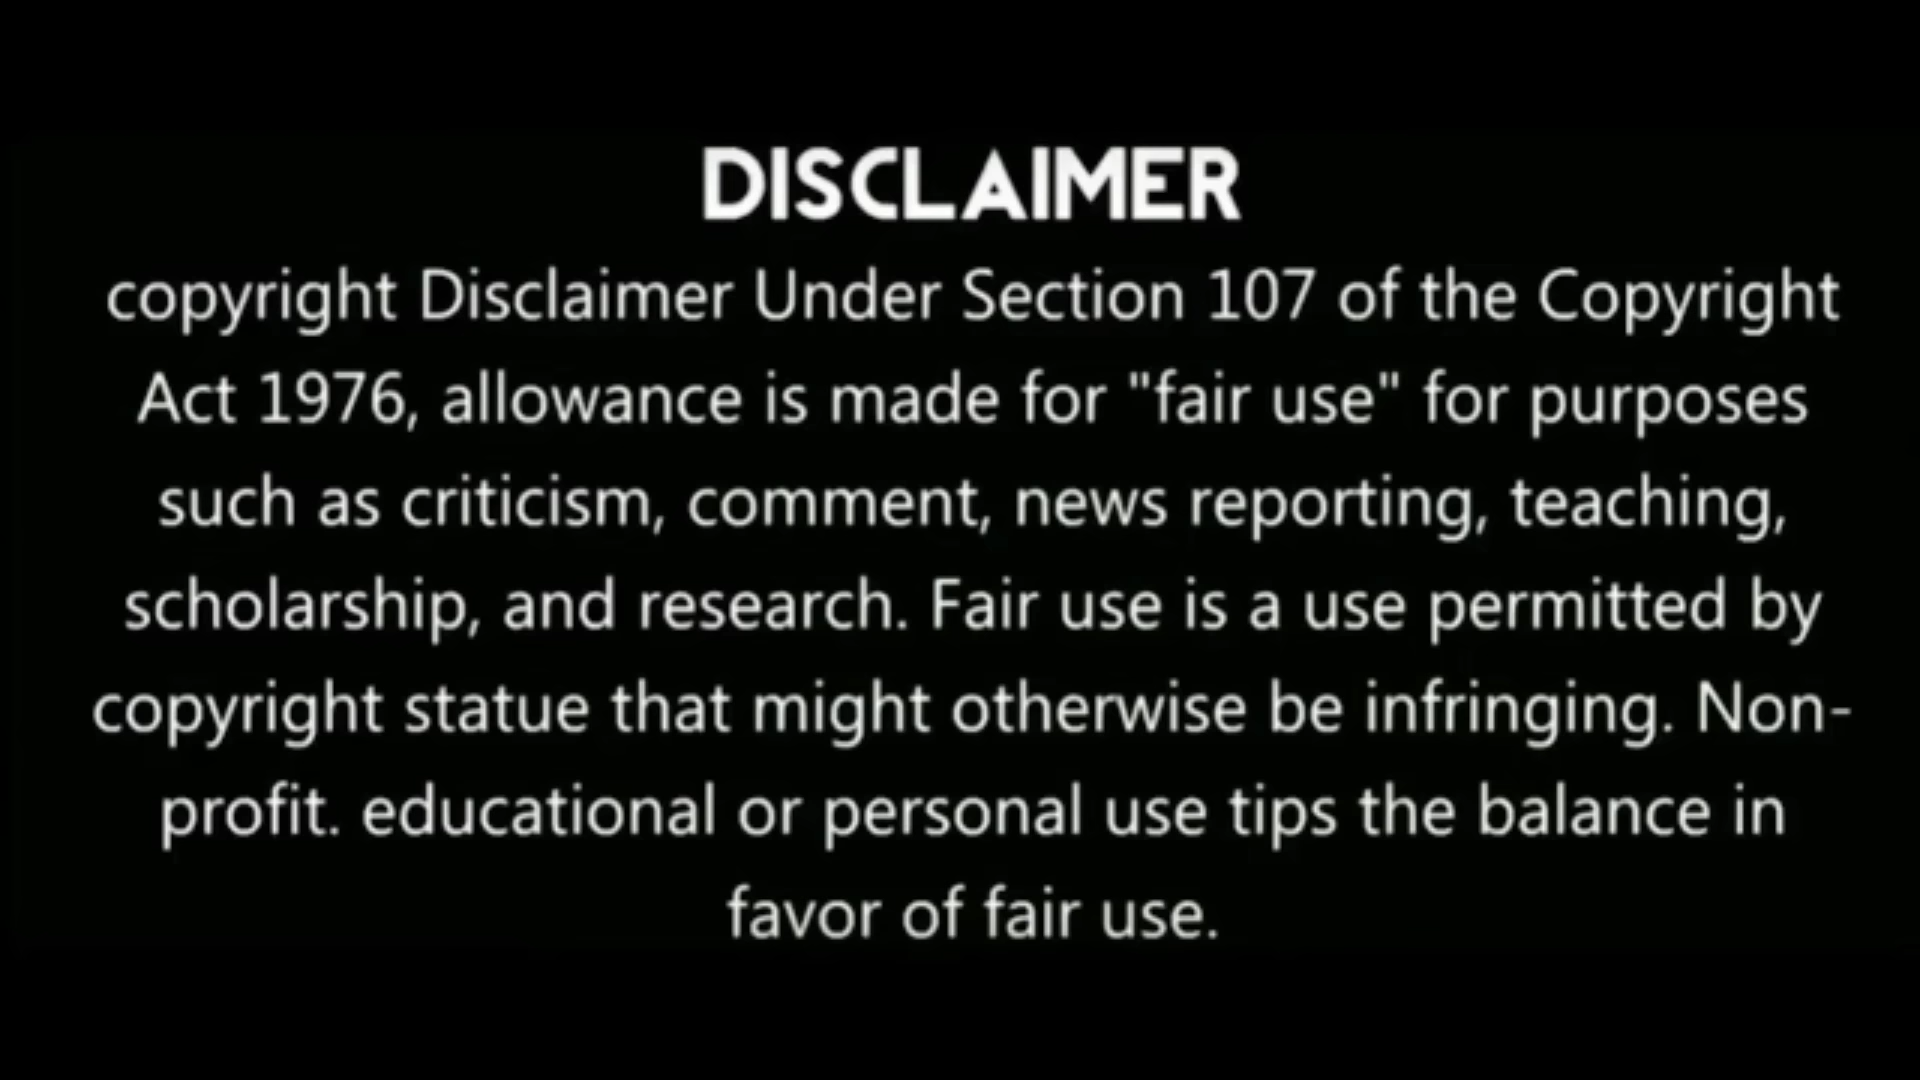 DISCLAIMER
copyright Disclaimer Under Section 107 of the Copyright
Act 1976, allowance is made for "fair use" for purposes
such as criticism, comment, news reporting, teaching,
scholarship, and research. Fair use is a use permitted by
copyright statue that might otherwise be infringing. Non-
profit. educational or personal use tips the balance in
favor of fair use.